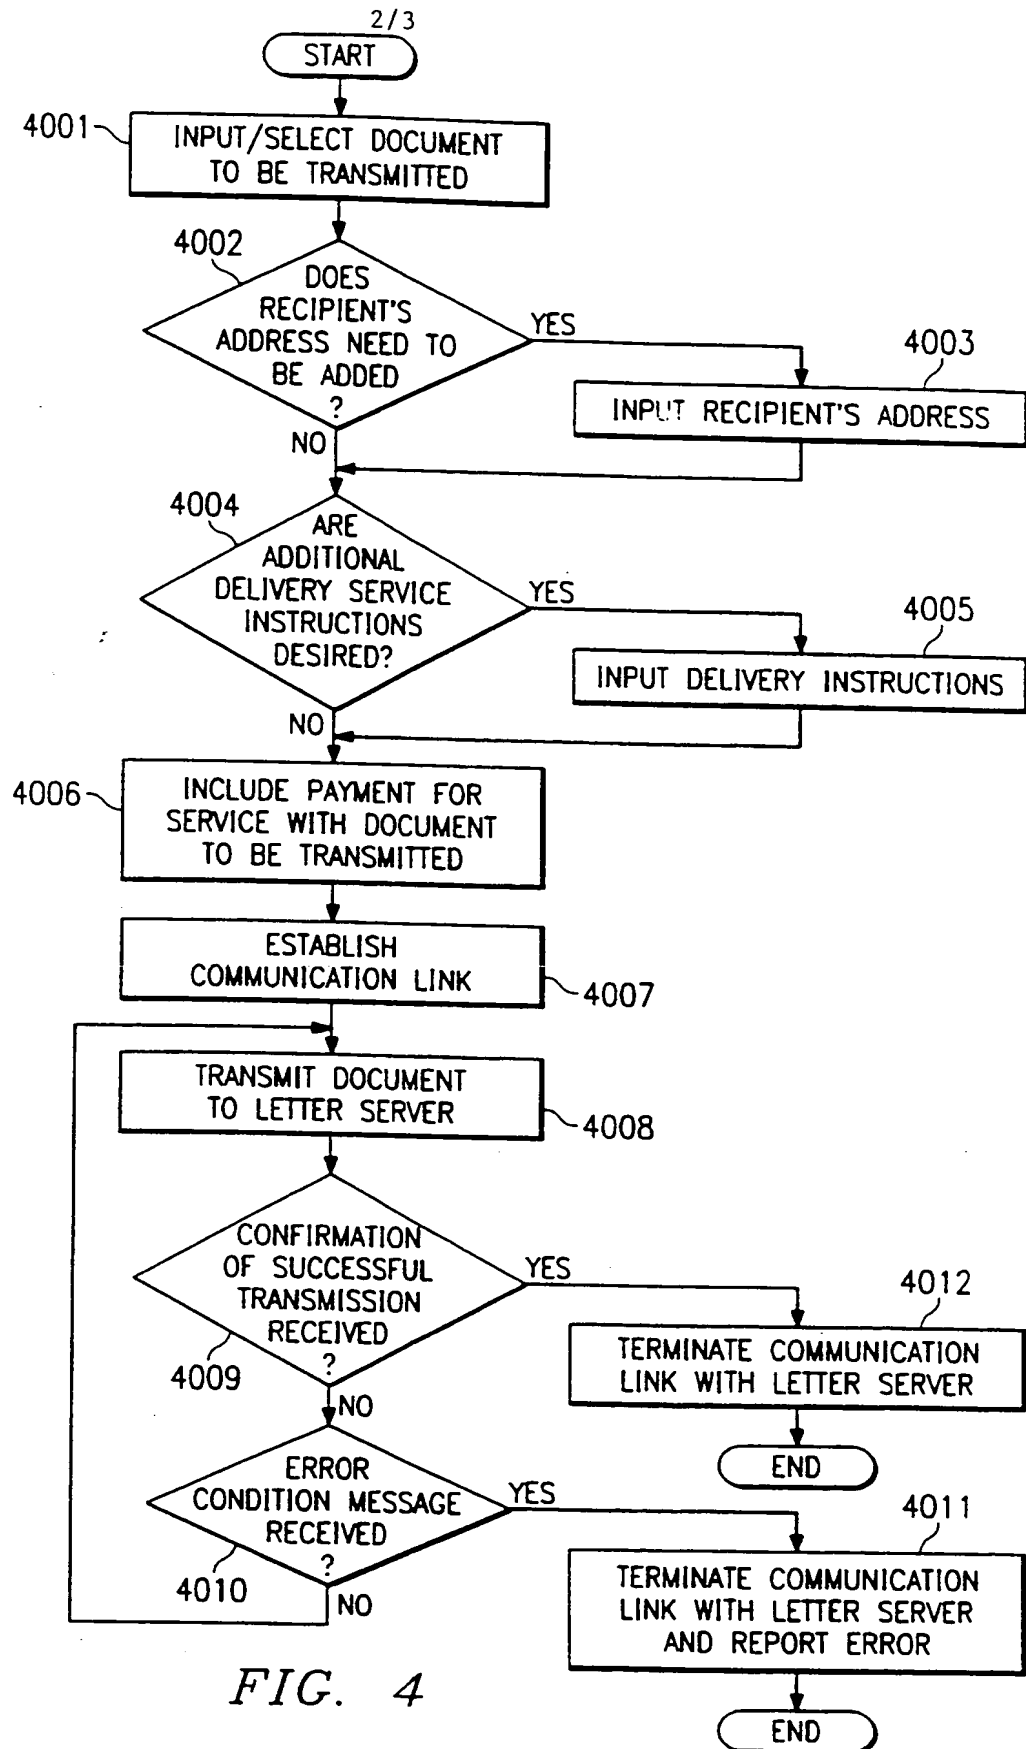 2/3
START
4001
INPUT/SELECT DOCUMENT
TO BE TRANSMITTED
4002
DOES
RECIPIENT'S
ADDRESS NEED TO
BE ADDED
?
YES
NO
4003
INPUT RECIPIENT'S ADDRESS
4004
ARE
ADDITIONAL
DELIVERY SERVICE
INSTRUCTIONS
DESIRED?
YES
NO
4005
INPUT DELIVERY INSTRUCTIONS
4006
INCLUDE PAYMENT FOR
SERVICE WITH DOCUMENT
TO BE TRANSMITTED
ESTABLISH
COMMUNICATION LINK
4007
TRANSMIT DOCUMENT
TO LETTER SERVER
4008
CONFIRMATION
OF SUCCESSFUL
TRANSMISSION
RECEIVED
?
4009
YES
NO
4012
TERMINATE COMMUNICATION
LINK WITH LETTER SERVER
END
ERROR
CONDITION MESSAGE
RECEIVED
?
4010
YES
NO
4011
TERMINATE COMMUNICATION
LINK WITH LETTER SERVER
AND REPORT ERROR
END
FIG. 4